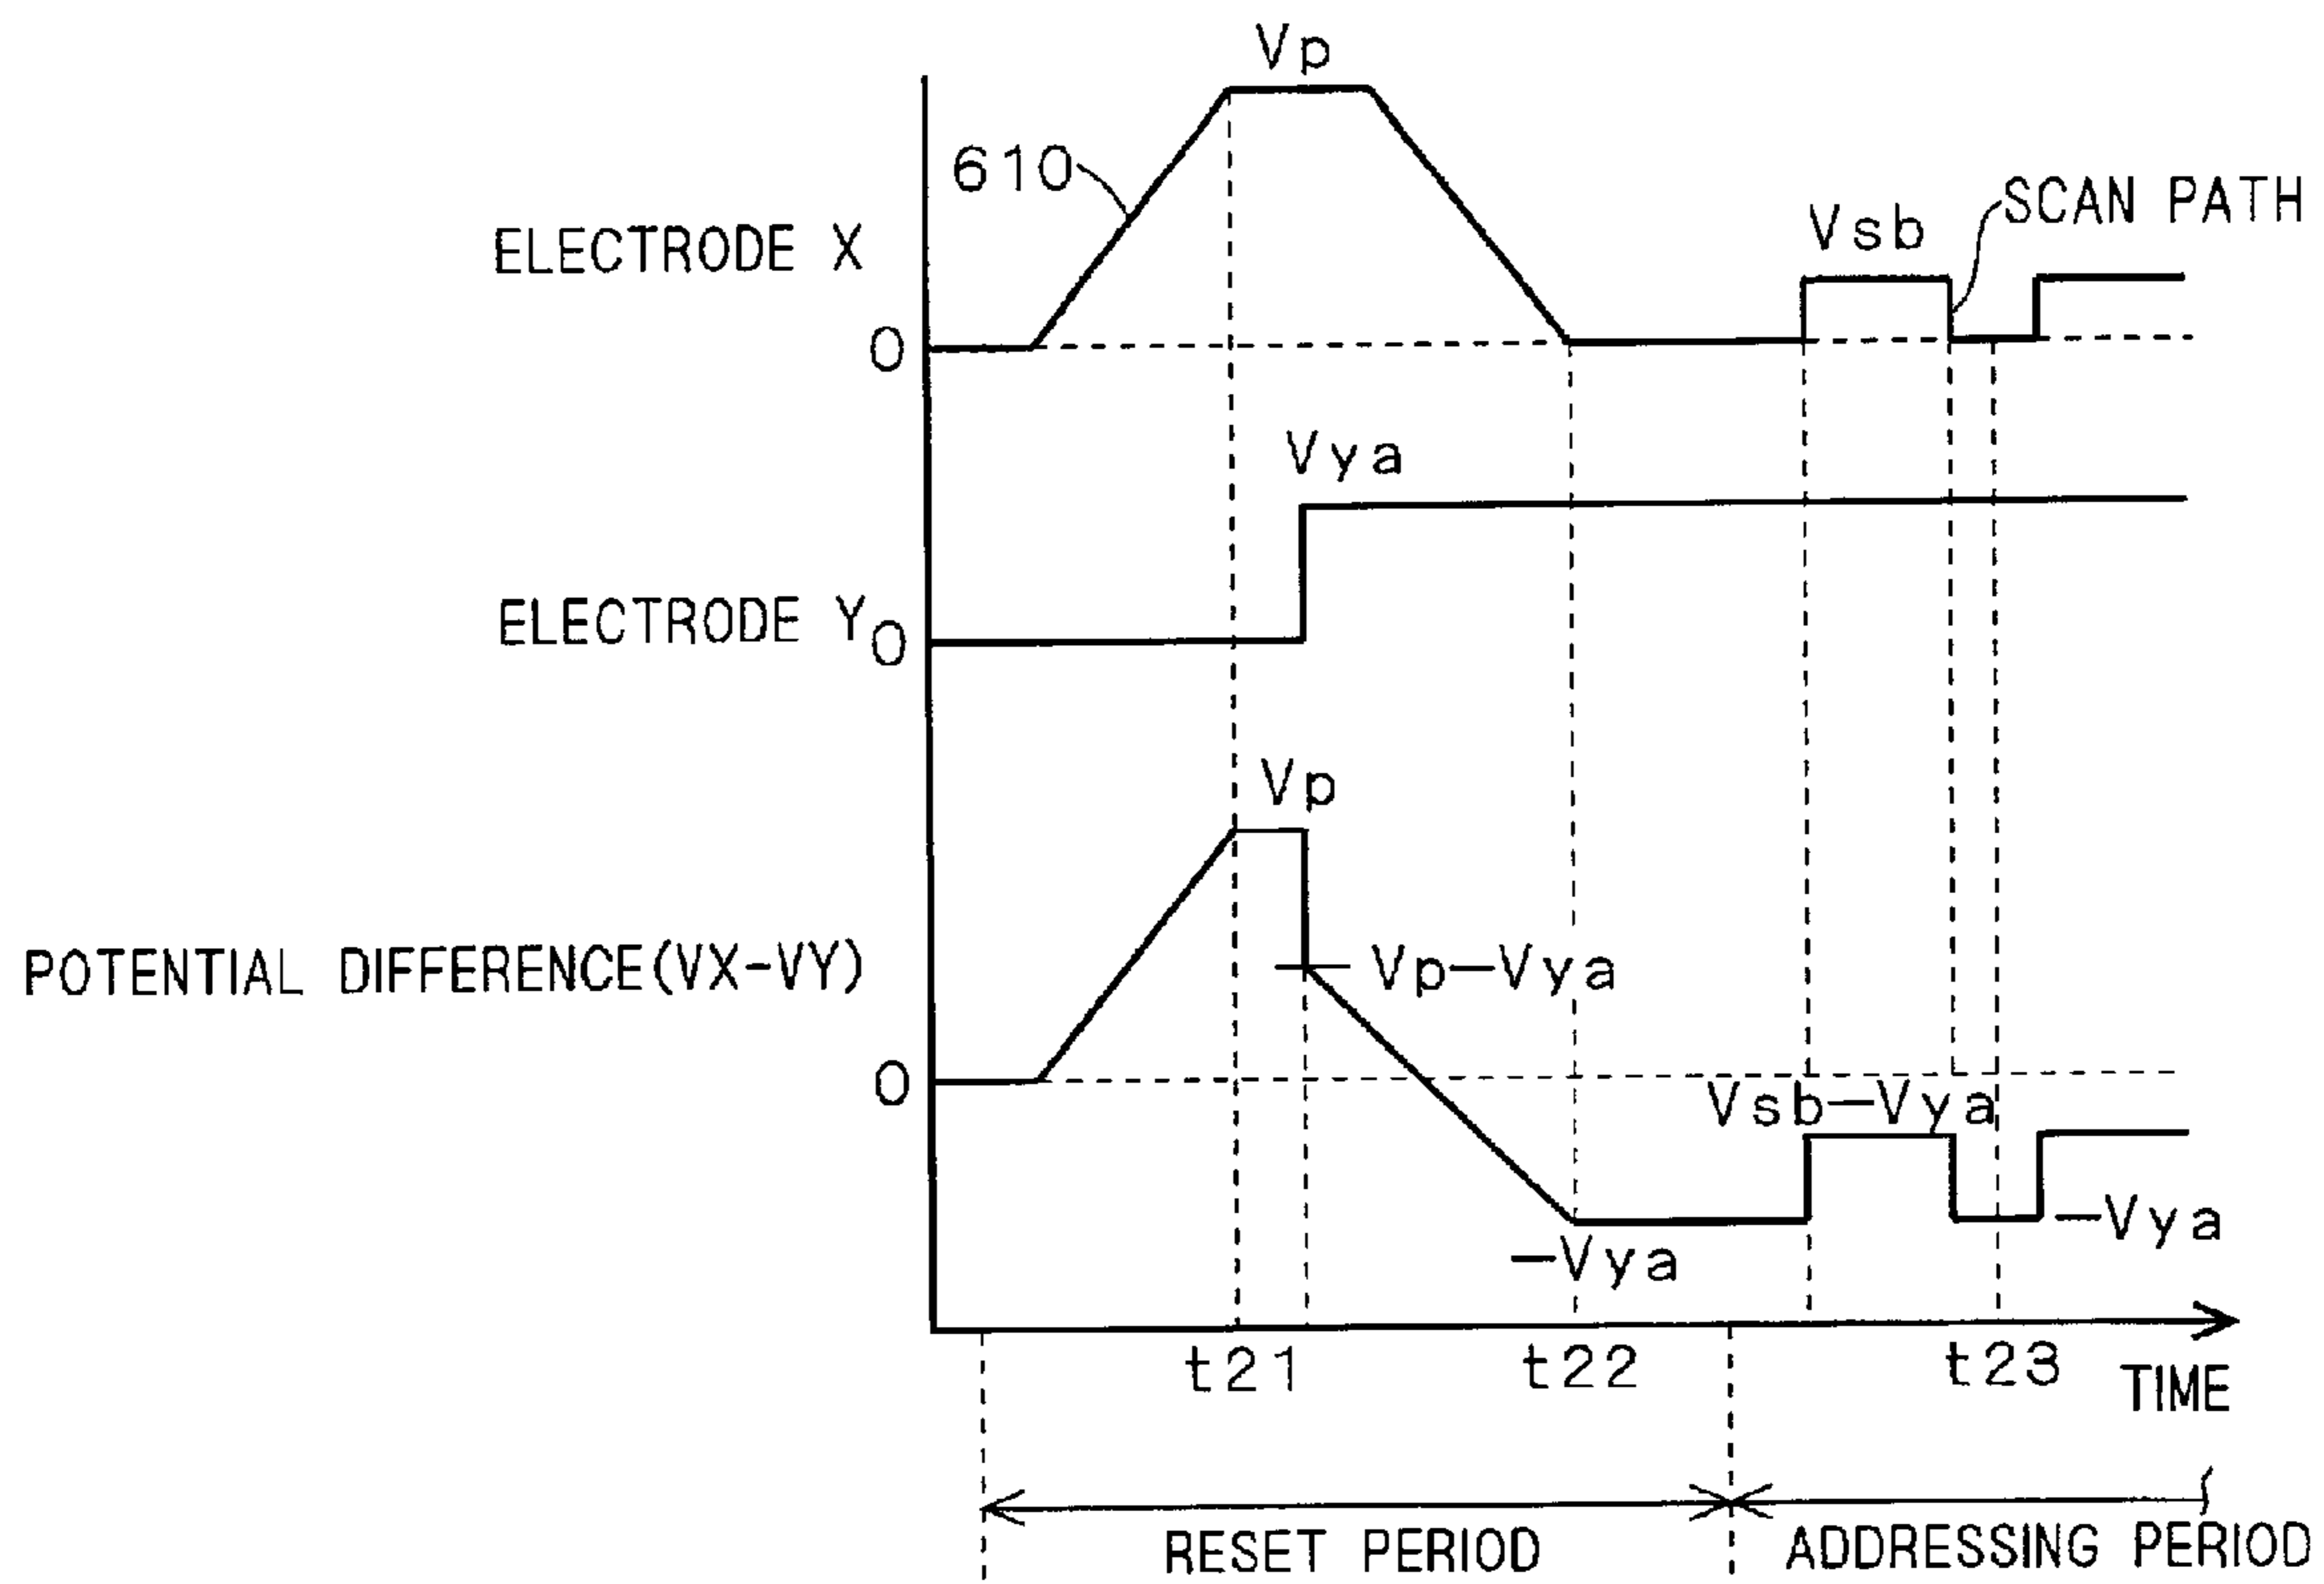 Vp
610
SCAN PATH
Vsb
ELECTRODE X
0
Vya
ELECTRODE Y
0
Vp
POTENTIAL DIFFERENCE(VX-VY)
Vp-Vya
0
Vsb-Vya
-Vya
-Vya
t21
t22
t23
TIME
RESET PERIOD
ADDRESSING PERIOD